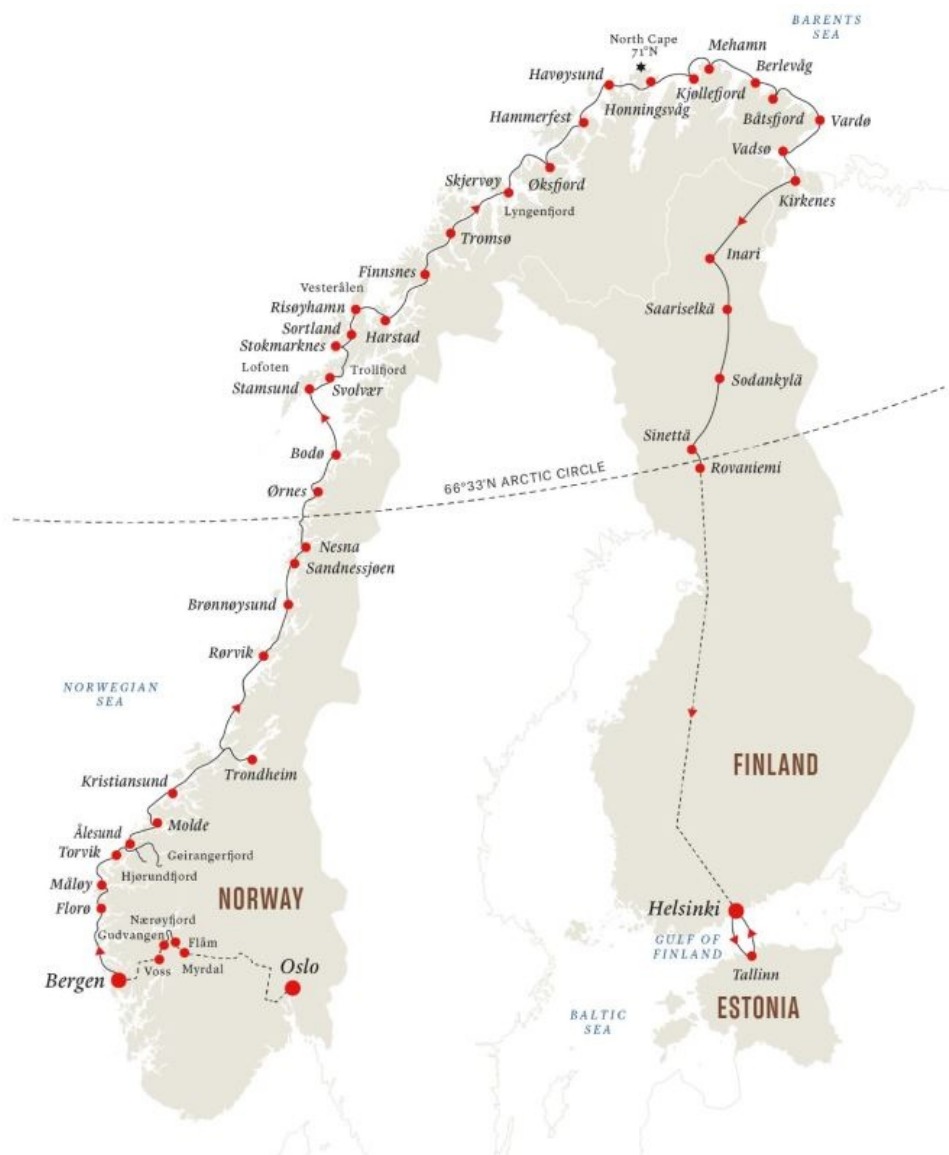 BARENTS
SEA
North Cape
71°N
Mehamn
Berlevåg
Havøysund
Kjøllefjord
Honningsvåg
Båtsfjord
Hammerfest
Vardø
Vadsø
Øksfjord
Skjervøy
Kirkenes
Lyngenfjord
Tromsø
Inari
Finnsnes
Vesterålen
Risøyhamn
Saariselkä
Sortland
Harstad
Stokmarknes
Lofoten
Trollfjord
Stamsund
Svolvær
Sodankylä
Sinettä
Bodø
Rovaniemi
66°33'N ARCTIC CIRCLE
Ørnes
Nesna
Sandnessjøen
Brønnøysund
Rørvik
NORWEGIAN
SEA
Trondheim
FINLAND
Kristiansund
Molde
Ålesund
Torvik
Geirangerfjord
Hjørundfjord
Måløy
NORWAY
Florø
Helsinki
Nærøyfjord
Gudvangen
Flåm
GULF OF
FINLAND
Voss
Myrdal
Oslo
Bergen
Tallinn
ESTONIA
BALTIC
SEA